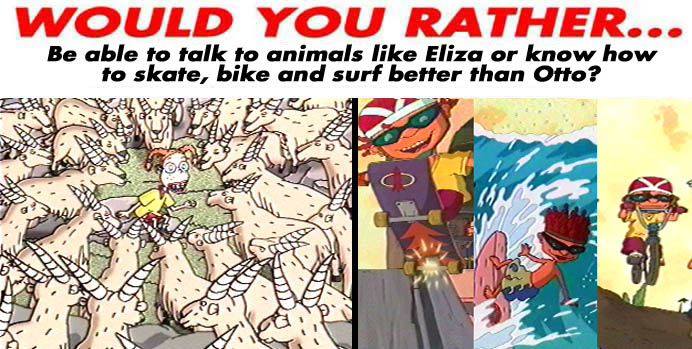 WOULD YOU RATHER...
Be able to talk to animals like Eliza or know how
to skate, bike and surf better than Otto?